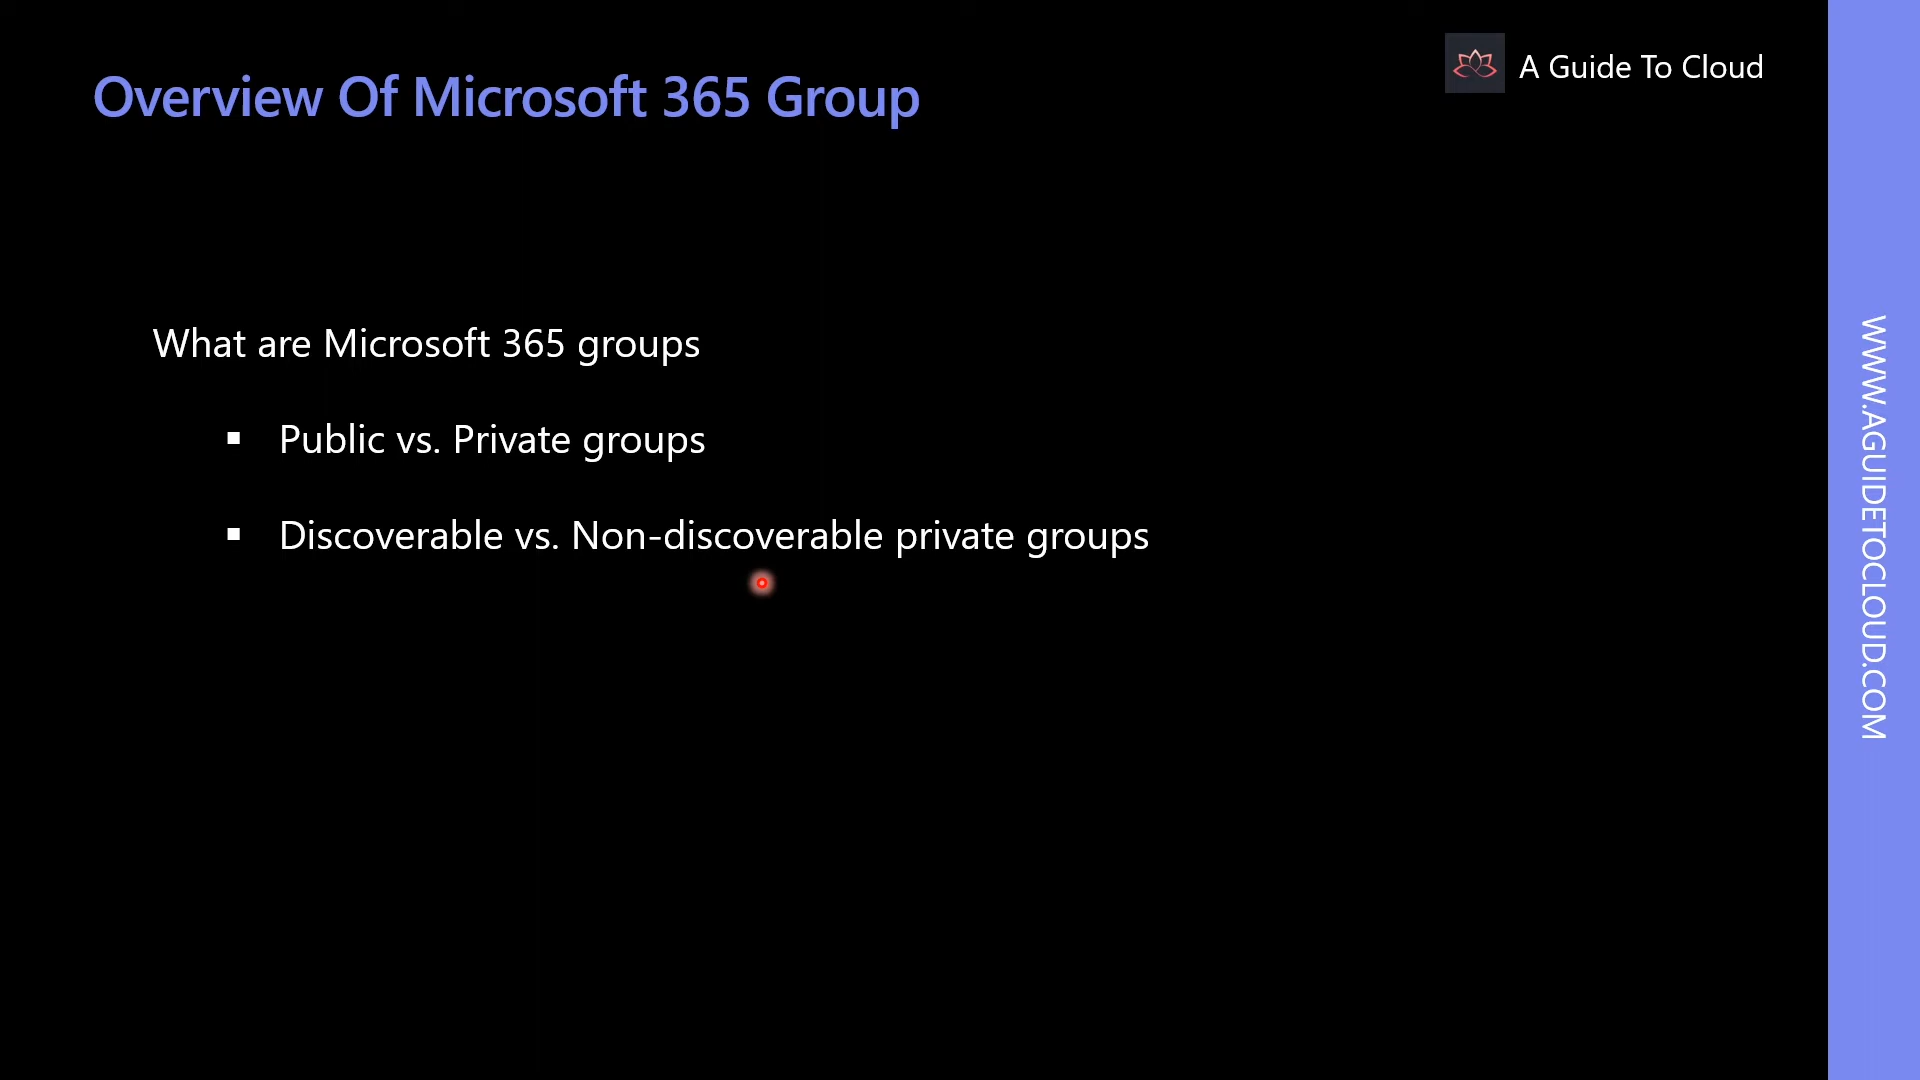 Overview Of Microsoft 365 Group
A Guide To Cloud
What are Microsoft 365 groups
▪ Public vs. Private groups
▪ Discoverable vs. Non-discoverable private groups
WWW.AGUIDETOCLOUD.COM